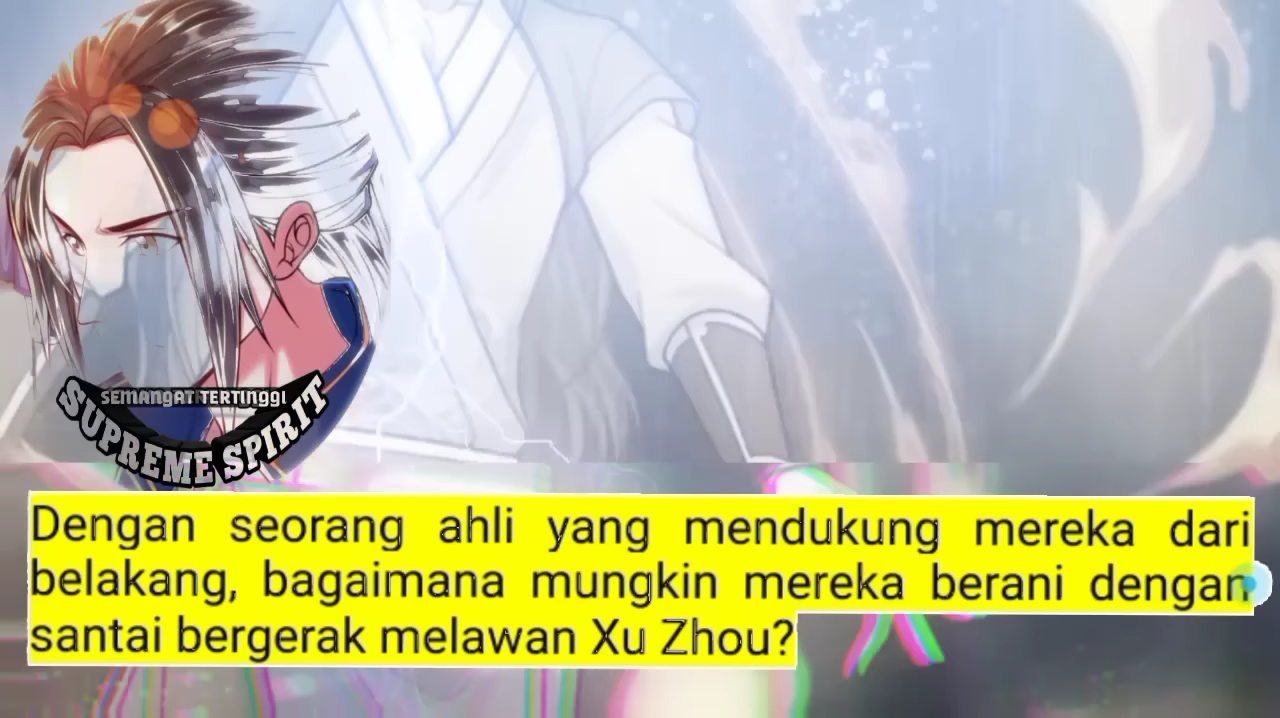 SEMANGAT TERTINGGI
SUPREME SPIRIT
Dengan seorang ahli yang mendukung mereka dari
belakang, bagaimana mungkin mereka berani dengan
santai bergerak melawan Xu Zhou?